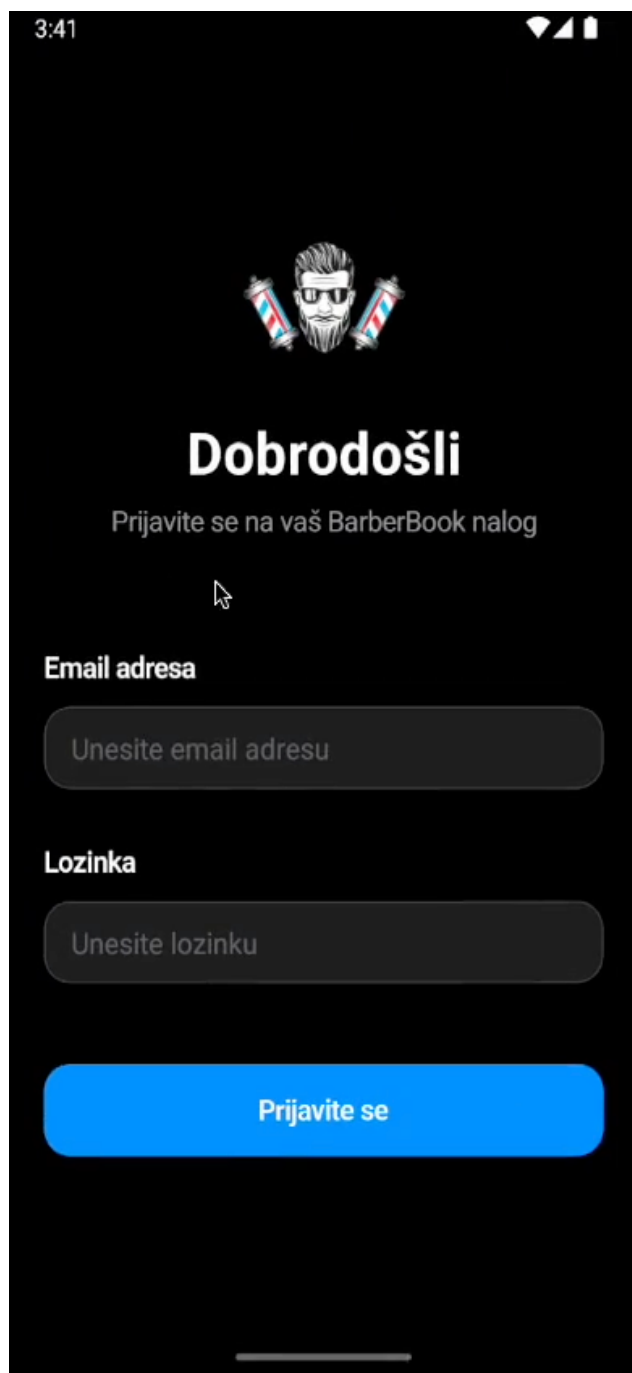 3:41
Dobrodošli
Prijavite se na vaš BarberBook nalog
Email adresa
Unesite email adresu
Lozinka
Unesite lozinku
Prijavite se